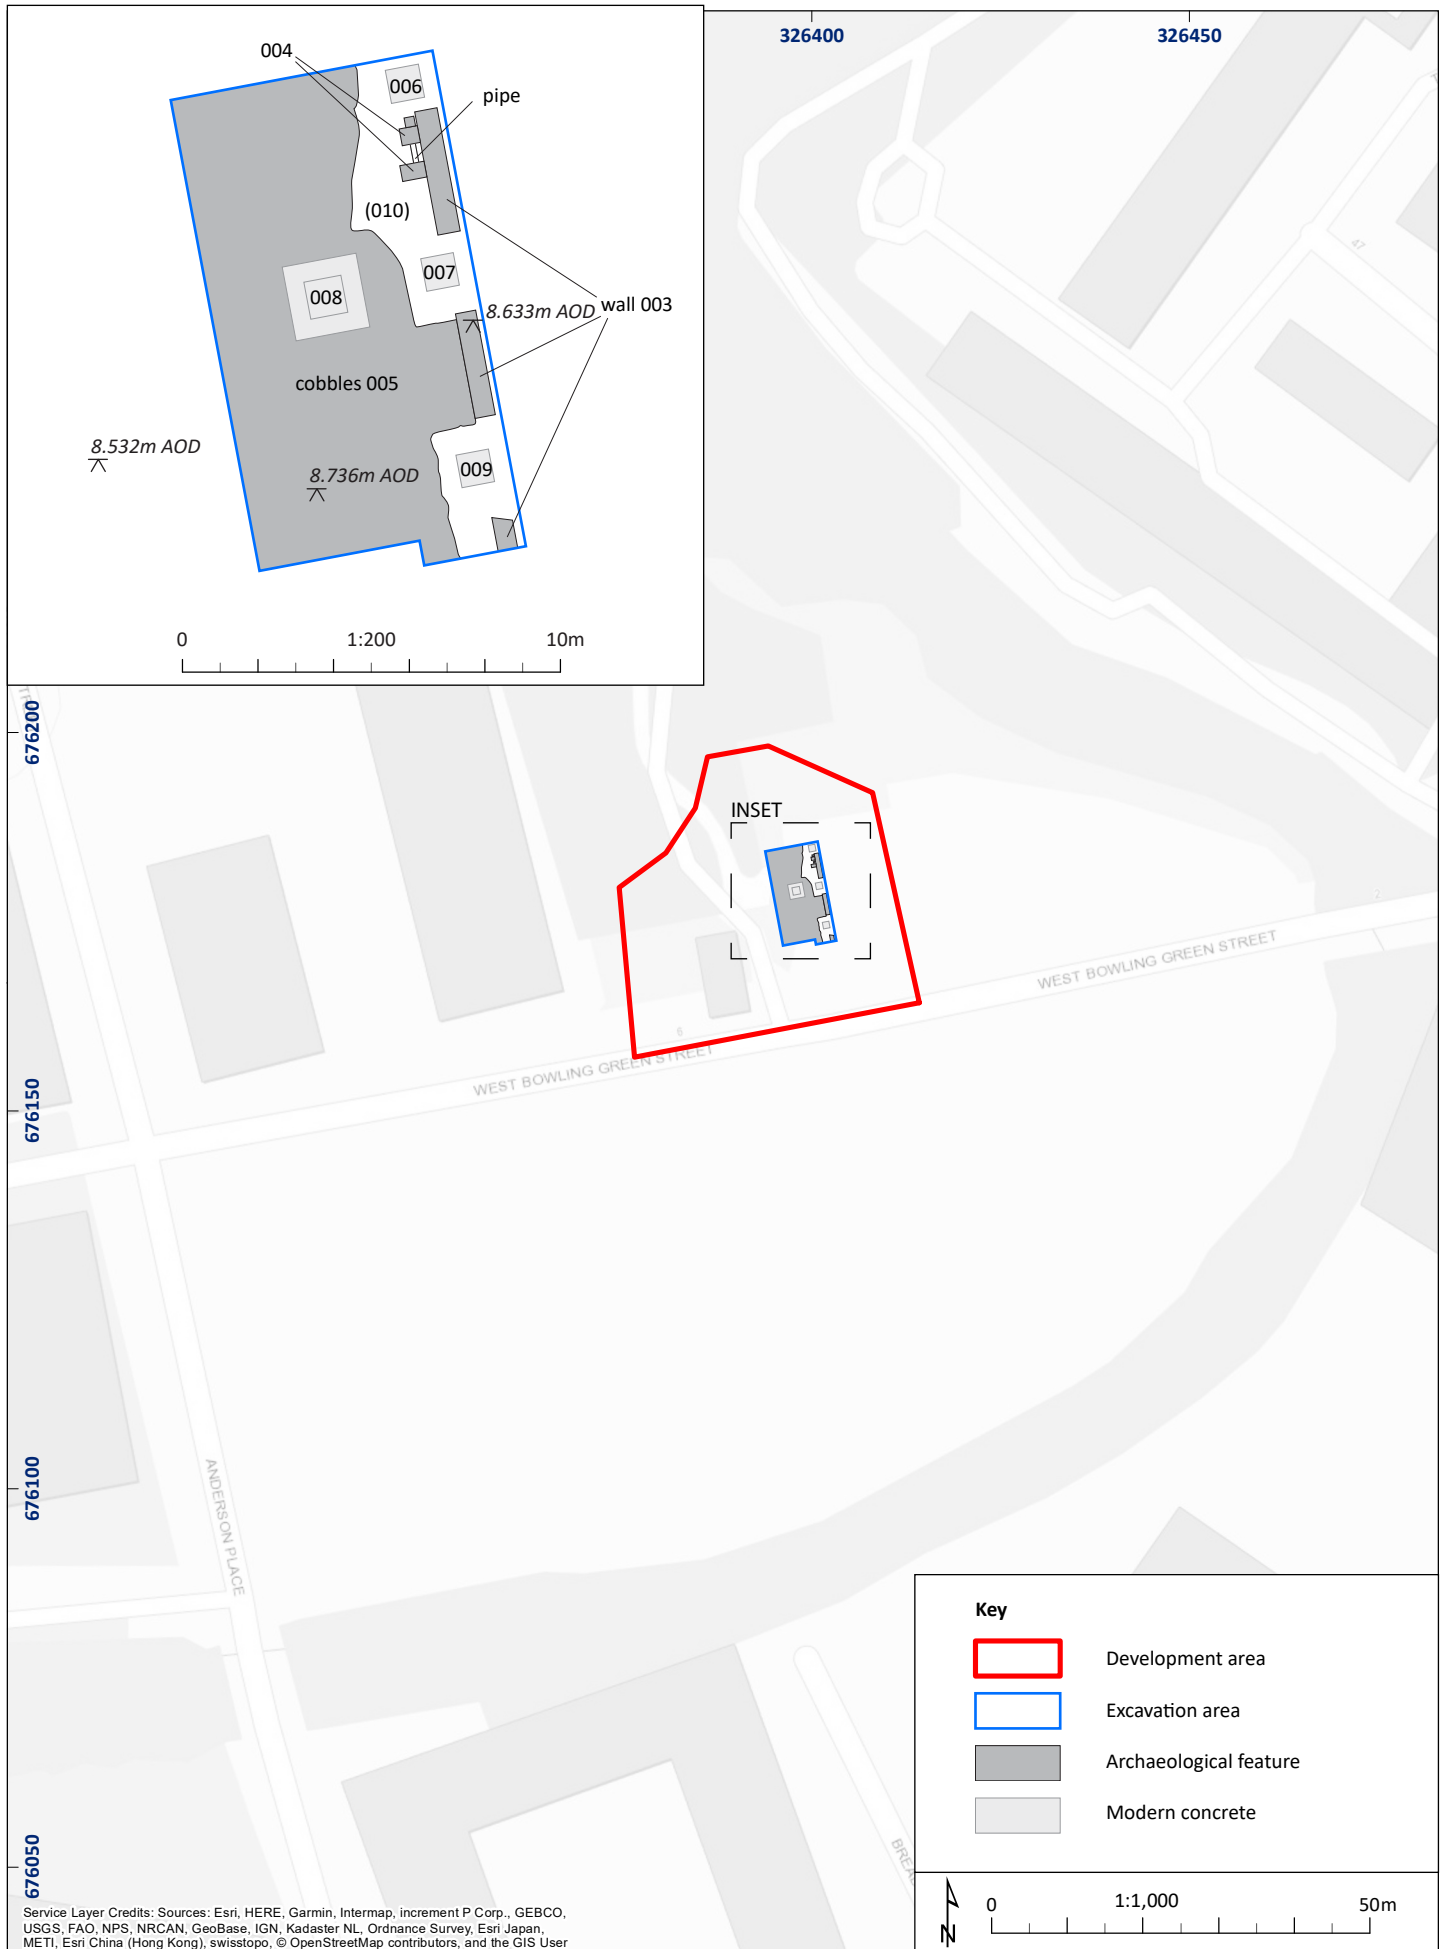 326400
326450
004
006
pipe
(010)
007
008
8.633m AOD
wall 003
cobbles 005
8.532m AOD
8.736m AOD
009
0
1:200
10m
47
676200
INSET
2
WEST BOWLING GREEN STREET
6
WEST BOWLING GREEN STREET
676150
676100
ANDERSON PLACE
676050
Key
Development area
Excavation area
Archaeological feature
Modern concrete
N
0
1:1,000
50m
Service Layer Credits: Sources: Esri, HERE, Garmin, Intermap, increment P Corp., GEBCO,
USGS, FAO, NPS, NRCAN, GeoBase, IGN, Kadaster NL, Ordnance Survey, Esri Japan,
METI, Esri China (Hong Kong), swisstopo, © OpenStreetMap contributors, and the GIS User